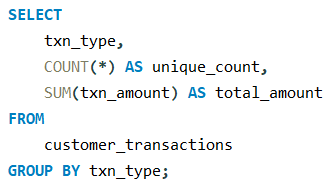 SELECT
    txn_type,
    COUNT(*) AS unique_count,
    SUM(txn_amount) AS total_amount
FROM
    customer_transactions
GROUP BY txn_type;